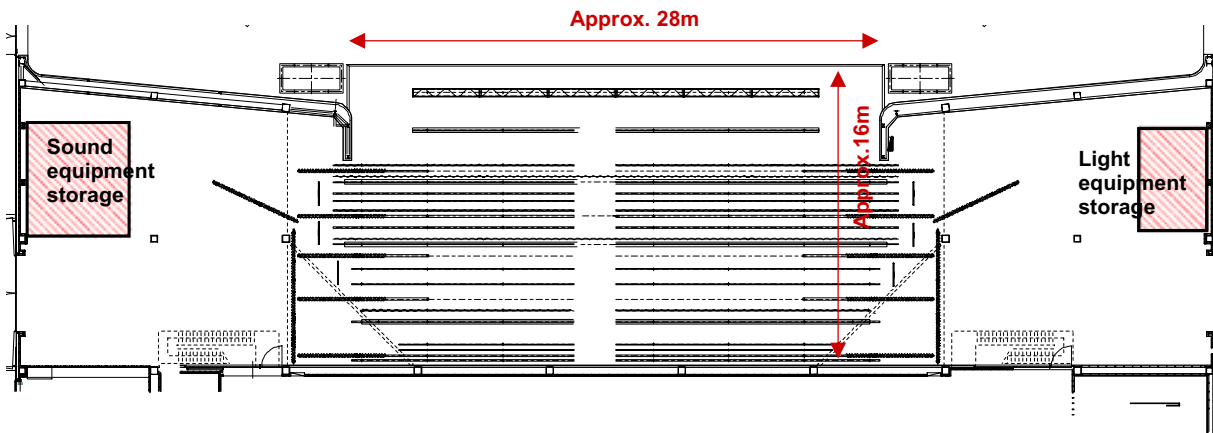 Approx. 28m
Approx.16m
Sound
equipment
storage
Light
equipment
storage